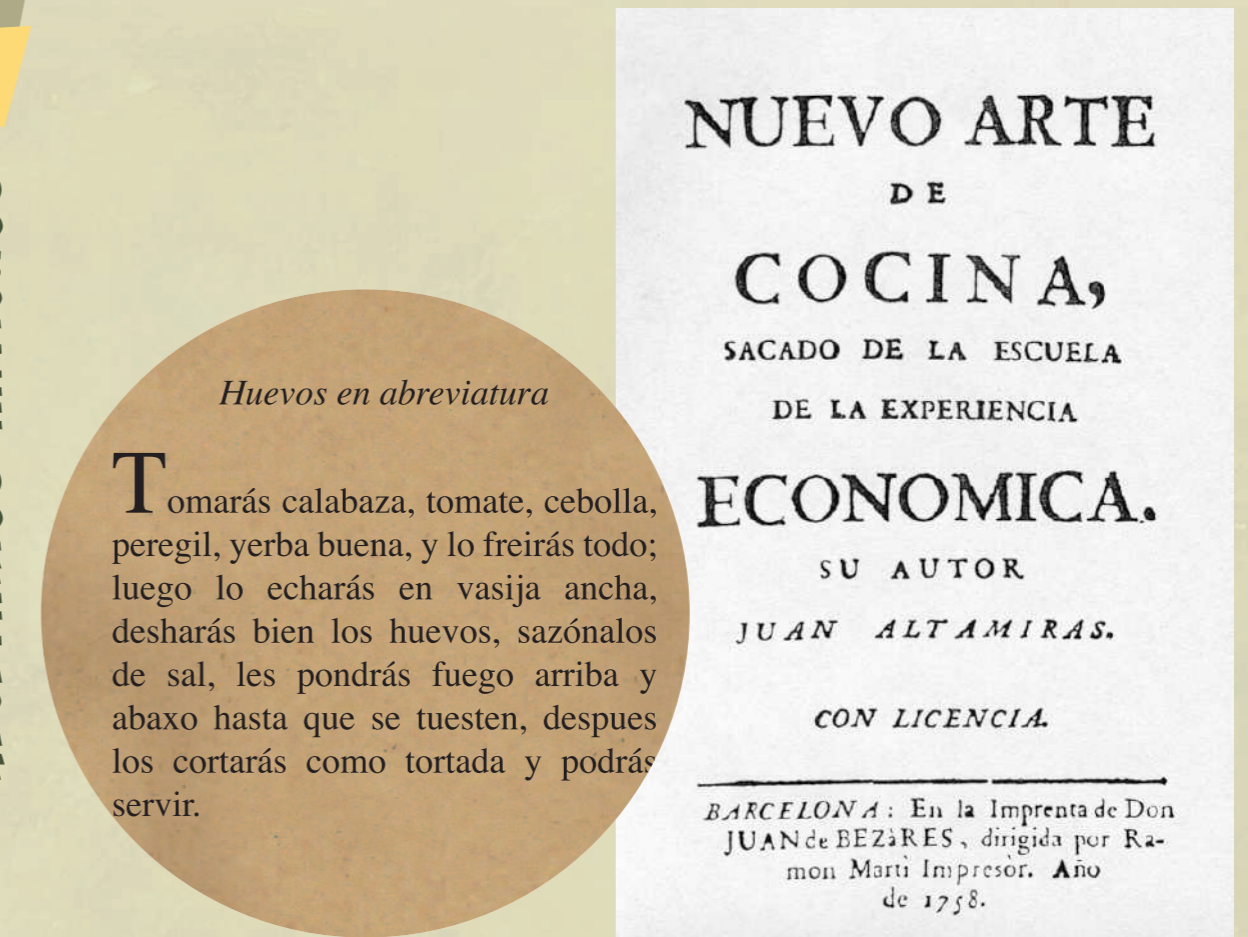 Huevos en abreviatura
Tomarás calabaza, tomate, cebolla,
peregil, yerba buena, y lo freirás todo;
luego lo echarás en vasija ancha,
desharás bien los huevos, sazónalos
de sal, les pondrás fuego arriba y
abaxo hasta que se tuesten, despues
los cortarás como tortada y podrás
servir.
NUEVO ARTE
DE
COCINA,
SACADO DE LA ESCUELA
DE LA EXPERIENCIA
ECONOMICA.
SU AUTOR
JUAN ALTAMIRAS.
CON LICENCIA.
BARCELONA: En la Imprenta de Don
JUAN de BEZàRES, dirigida por Ra-
mon Martì Impresòr. Año
de 1758.